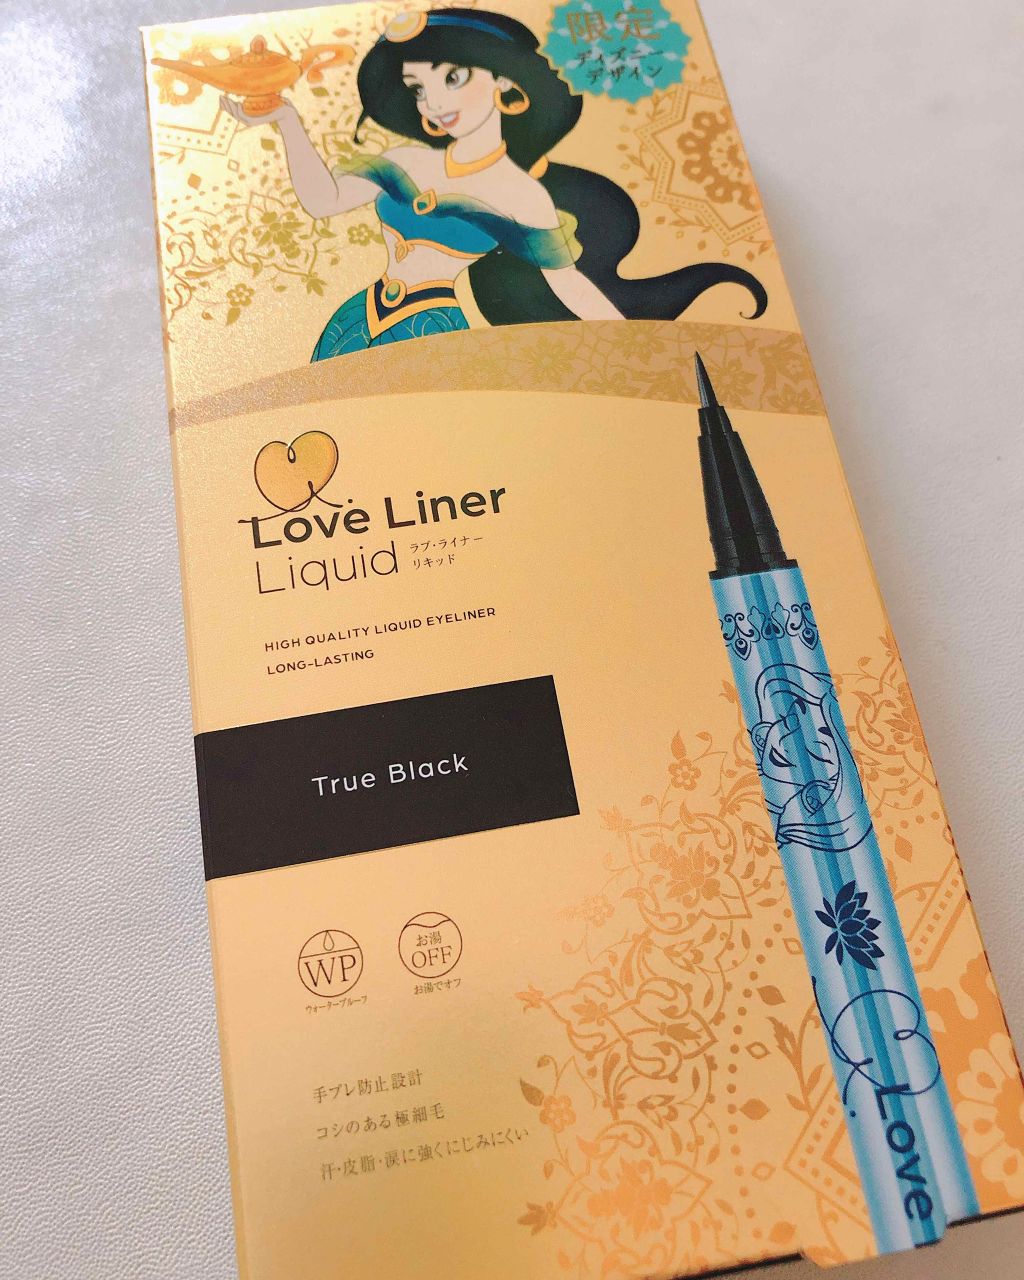 限定
ディズニー
デザイン
Love Liner
Liquid
ラブ・ライナー
リキッド
HIGH QUALITY LIQUID EYELINER
LONG-LASTING
True Black
WP
ウォータープルーフ
お湯
OFF
お湯でオフ
手ブレ防止設計
コシのある極細毛
汗・皮脂・涙に強くにじみにくい
Love